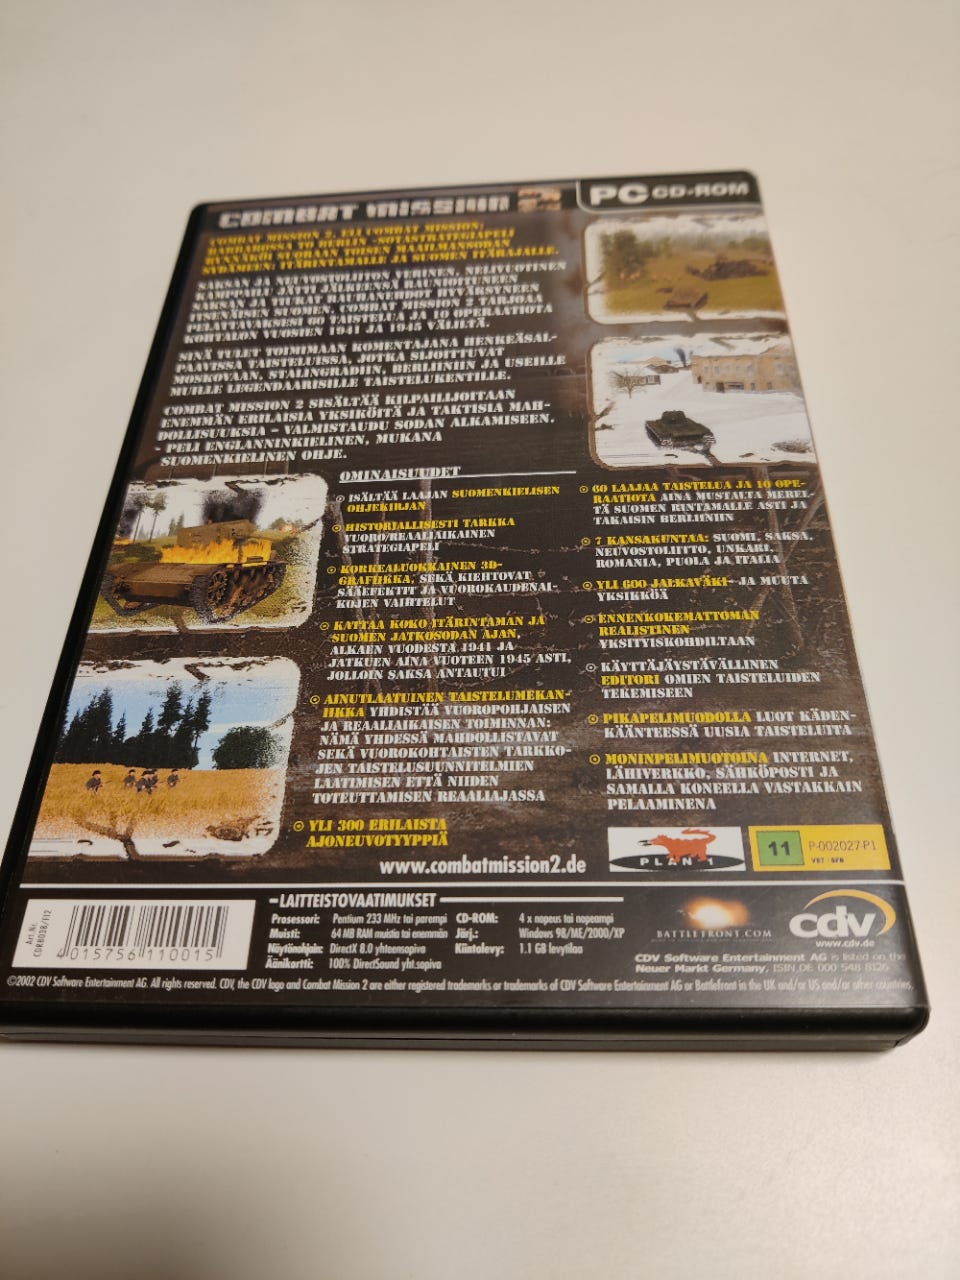 COMBAT MISSION 2
PC CD-ROM
COMBAT MISSION 2, ELI COMBAT MISSION:
BARBAROSSA TO BERLIN -SOTASTRATEGIAPELI
RYNNÄKÖI SUORAAN TOISEN MAAILMANSODAN
SYDÄMEEN: ITÄRINTAMALLE JA SUOMEN ITÄRAJALLE.
SAKSAN JA NEUVOSTOLIITON VERINEN, NELIVUOTINEN
KAMPPAILU JÄTTI JÄLKEENSÄ RAUNIOITUNEEN
SAKSAN JA TIUKAT RAUHANEHDOT HYVÄKSYNEEN
ITSENÄISEN SUOMEN. COMBAT MISSION 2 TARJOAA
PELATTAVAKSESI 60 TAISTELUA JA 10 OPERAATIOTA
KOHTALON VUOSIEN 1941 JA 1945 VÄLILTÄ.
SINÄ TULET TOIMIMAAN KOMENTAJANA HENKEÄSAL-
PAAVISSA TAISTELUISSA, JOTKA SIJOITTUVAT
MOSKOVAAN, STALINGRADIIN, BERLIINIIN JA USEILLE
MUILLE LEGENDAARISILLE TAISTELUKENTILLE.
COMBAT MISSION 2 SISÄLTÄÄ KILPAILIJOITAAN
ENEMMÄN ERILAISIA YKSIKÖITÄ JA TAKTISIA MAH-
DOLLISUUKSIA – VALMISTAUDU SODAN ALKAMISEEN.
- PELI ENGLANNINKIELINEN, MUKANA
SUOMENKIELINEN OHJE.
OMINAISUUDET
ISÄLTÄÄ LAAJAN SUOMENKIELISEN
OHJEKIRJAN
HISTORIALLISESTI TARKKA
VUORO/REAALIAIKAINEN
STRATEGIAPELI
KORKEALUOKKAINEN 3D-
GRAFIIKKA, SEKÄ KIEHTOVAT
SÄÄEFEKTIT JA VUOROKAUDENAI-
KOJEN VAIHTELUT
KATTAA KOKO ITÄRINTAMAN JA
SUOMEN JATKOSODAN AJAN,
ALKAEN VUODESTA 1941 JA
JATKUEN AINA VUOTEEN 1945 ASTI,
JOLLOIN SAKSA ANTAUTUI
AINUTLAATUINEN TAISTELUMEKAN-
IIKKA YHDISTÄÄ VUOROPOHJAISEN
JA REAALIAIKAISEN TOIMINNAN:
NÄMÄ YHDESSÄ MAHDOLLISTAVAT
SEKÄ VUOROKOHTAISTEN TARKKO-
JEN TAISTELUSUUNNITELMIEN
LAATIMISEN ETTÄ NIIDEN
TOTEUTTAMISEN REAALIAJASSA
YLI 300 ERILAISTA
AJONEUVOTYYPPIÄ
60 LAAJAA TAISTELUA JA 10 OPE-
RAATIOTA AINA MUSTALTA MEREL-
TÄ SUOMEN RINTAMALLE ASTI JA
TAKAISIN BERLIINIIN
7 KANSAKUNTAA: SUOMI, SAKSA,
NEUVOSTOLIITTO, UNKARI,
ROMANIA, PUOLA JA ITALIA
YLI 600 JALKAVÄKI- JA MUUTA
YKSIKKÖÄ
ENNENKOKEMATTOMAN
REALISTINEN
YKSITYISKOHDILTAAN
KÄYTTÄJÄYSTÄVÄLLINEN
EDITORI OMIEN TAISTELUIDEN
TEKEMISEEN
PIKAPELIMUODOLLA LUOT KÄDEN-
KÄÄNTEESSÄ UUSIA TAISTELUITA
MONINPELIMUOTOINA INTERNET,
LÄHIVERKKO, SÄHKÖPOSTI JA
SAMALLA KONEELLA VASTAKKAIN
PELAAMINENA
www.combatmission2.de
PLAN 1
11
P-002027-P1
VET / SFB
LAITTEISTOVAATIMUKSET
Prosessori: Pentium 233 MHz tai parempi
Muisti: 64 MB RAM muistia tai enemmän
Näytönohjain: DirectX 8.0 yhteensopiva
Äänikortti: 100% DirectSound yht.sopiva
CD-ROM: 4 x nopeus tai nopeampi
Järj.: Windows 98/ME/2000/XP
Kiintolevy: 1.1 GB levytilaa
Art.Nr.
CDR8038/FI2
4 015756 110015
BATTLEFRONT.COM
cdv
www.cdv.de
CDV Software Entertainment AG is listed on the
Neuer Markt Germany, ISIN DE 000 548 8126
©2002 CDV Software Entertainment AG. All rights reserved. CDV, the CDV logo and Combat Mission 2 are either registered trademarks or trademarks of CDV Software Entertainment AG or Battlefront in the UK and/or US and/or other countries.